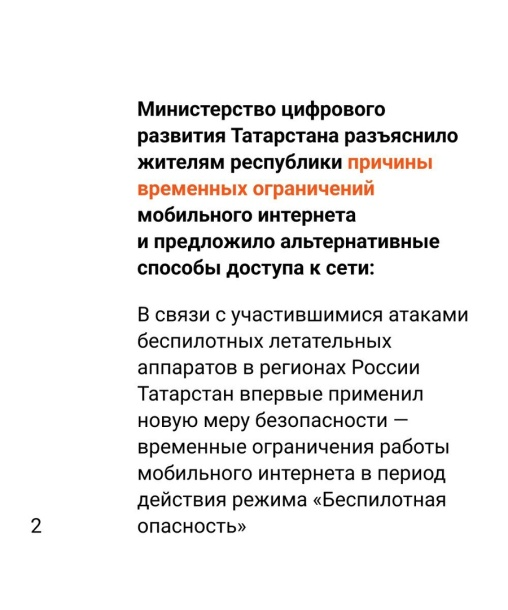 Министерство цифрового
развития Татарстана разъяснило
жителям республики причины
временных ограничений
мобильного интернета
и предложило альтернативные
способы доступа к сети:
В связи с участившимися атаками
беспилотных летательных
аппаратов в регионах России
Татарстан впервые применил
новую меру безопасности —
временные ограничения работы
мобильного интернета в период
действия режима «Беспилотная
опасность»
2